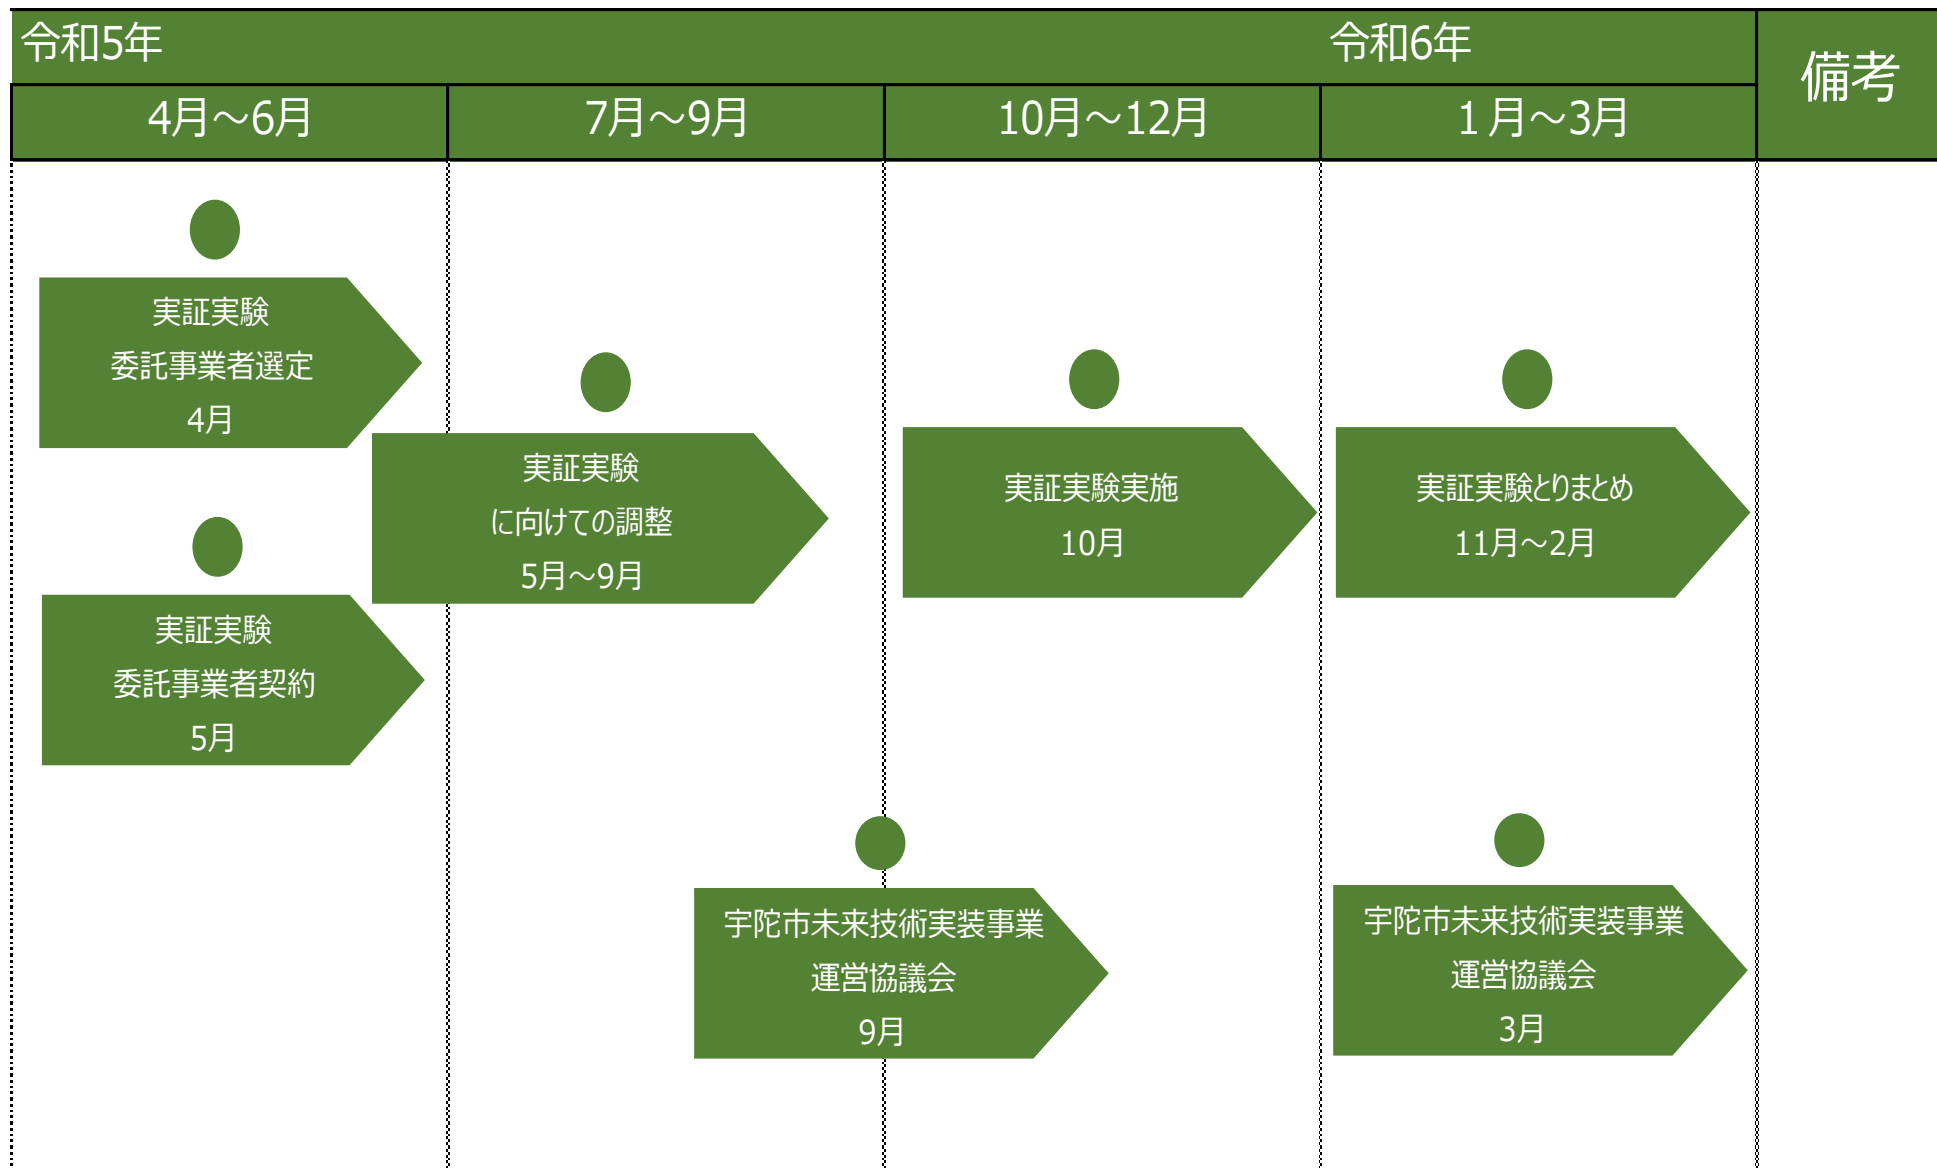 令和5年
令和6年
備考
4月～6月
7月～9月
10月～12月
1月～3月
実証実験
委託事業者選定
4月
実証実験
に向けての調整
5月～9月
実証実験実施
10月
実証実験とりまとめ
11月～2月
実証実験
委託事業者契約
5月
宇陀市未来技術実装事業
運営協議会
9月
宇陀市未来技術実装事業
運営協議会
3月